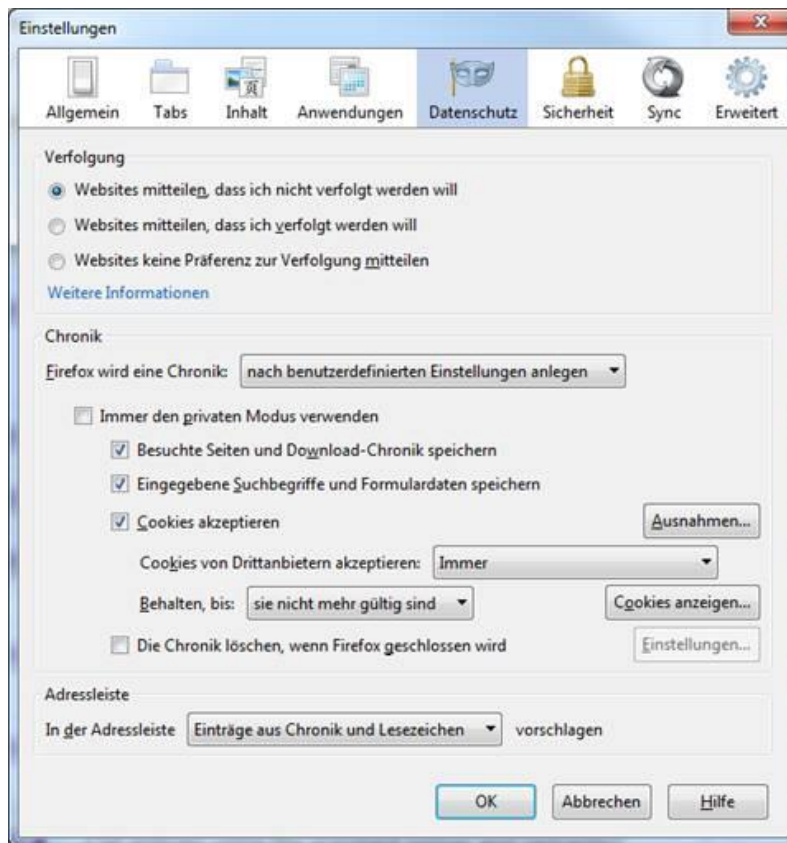 Einstellungen
Allgemein Tabs Inhalt Anwendungen Datenschutz Sicherheit Sync Erweitert
Verfolgung
Websites mitteilen, dass ich nicht verfolgt werden will
Websites mitteilen, dass ich verfolgt werden will
Websites keine Präferenz zur Verfolgung mitteilen
Weitere Informationen
Chronik
Firefox wird eine Chronik: nach benutzerdefinierten Einstellungen anlegen
Immer den privaten Modus verwenden
Besuchte Seiten und Download-Chronik speichern
Eingegebene Suchbegriffe und Formulardaten speichern
Cookies akzeptieren Ausnahmen...
Cookies von Drittanbietern akzeptieren: Immer
Behalten, bis: sie nicht mehr gültig sind Cookies anzeigen...
Die Chronik löschen, wenn Firefox geschlossen wird Einstellungen...
Adressleiste
In der Adressleiste Einträge aus Chronik und Lesezeichen vorschlagen
OK Abbrechen Hilfe